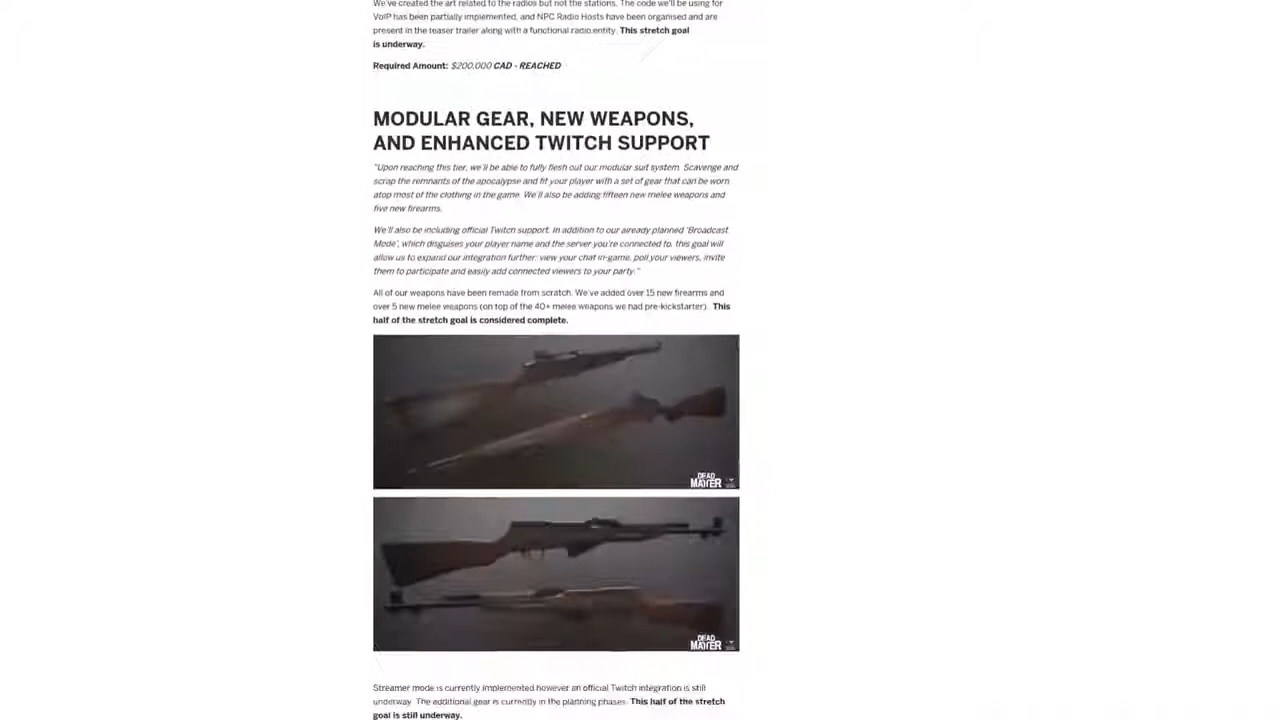 We've created the art related to the radios but not the stations. The code we'll be using for
VoIP has been partially implemented, and NPC Radio Hosts have been organised and are
present in the teaser trailer along with a functional radio entity. This stretch goal
is underway.
Required Amount: $200,000 CAD - REACHED
MODULAR GEAR, NEW WEAPONS,
AND ENHANCED TWITCH SUPPORT
"Upon reaching this tier, we'll be able to fully flesh out our modular suit system. Scavenge and
scrap the remnants of the apocalypse and fit your player with a set of gear that can be worn
atop most of the clothing in the game. We'll also be adding fifteen new melee weapons and
five new firearms.
We'll also be including official Twitch support. In addition to our already planned 'Broadcast
Mode', which disguises your player name and the server you're connected to, this goal will
allow us to expand our integration further: view your chat in-game, poll your viewers, invite
them to participate and easily add connected viewers to your party."
All of our weapons have been remade from scratch. We've added over 15 new firearms and
over 5 new melee weapons (on top of the 40+ melee weapons we had pre-kickstarter). This
half of the stretch goal is considered complete.
DEAD
MATTER
DEAD
MATTER
Streamer mode is currently implemented however an official Twitch integration is still
underway. The additional gear is currently in the planning phases. This half of the stretch
goal is still underway.